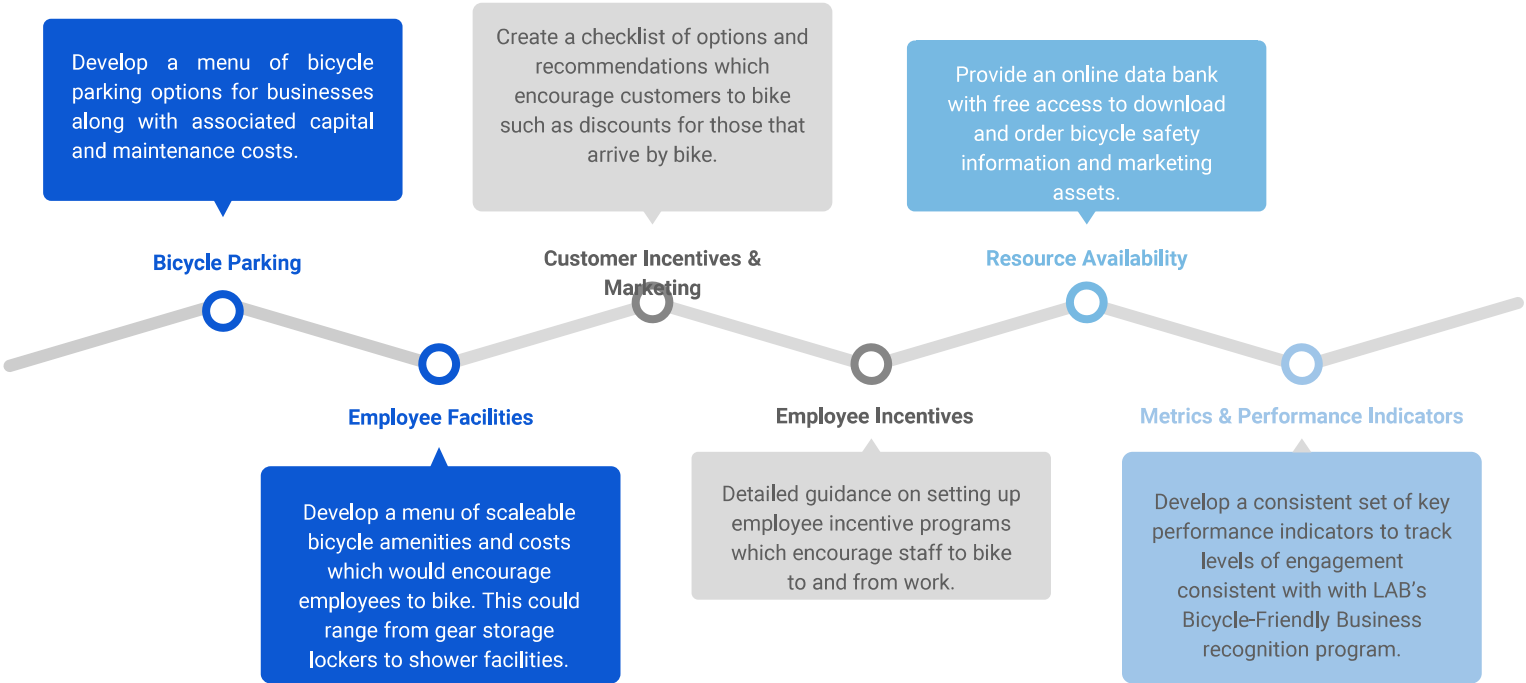 Develop a menu of bicycle
parking options for businesses
along with associated capital
and maintenance costs.
Bicycle Parking
Employee Facilities
Develop a menu of scaleable
bicycle amenities and costs
which would encourage
employees to bike. This could
range from gear storage
lockers to shower facilities.
Create a checklist of options and
recommendations which
encourage customers to bike
such as discounts for those that
arrive by bike.
Customer Incentives &
Marketing
Employee Incentives
Detailed guidance on setting up
employee incentive programs
which encourage staff to bike
to and from work.
Provide an online data bank
with free access to download
and order bicycle safety
information and marketing
assets.
Resource Availability
Metrics & Performance Indicators
Develop a consistent set of key
performance indicators to track
levels of engagement
consistent with with LAB’s
Bicycle-Friendly Business
recognition program.